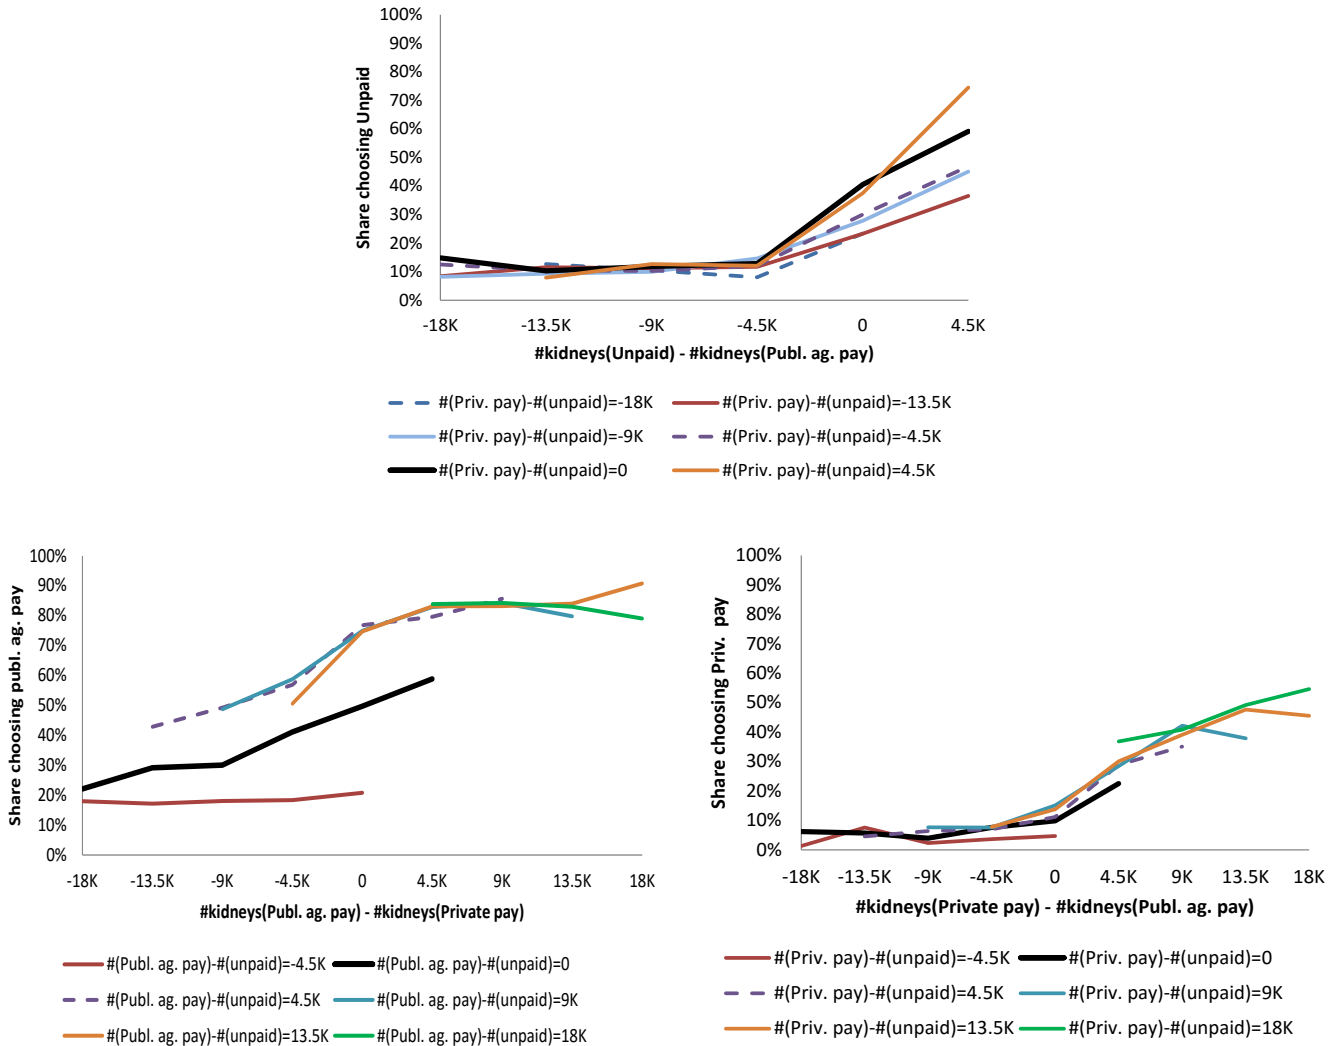 100%
90%
80%
70%
60%
50%
40%
30%
20%
10%
0%
Share choosing Unpaid
-18K -13.5K -9K -4.5K 0 4.5K
#kidneys(Unpaid) - #kidneys(Publ. ag. pay)
#(Priv. pay)-#(unpaid)=-18K #(Priv. pay)-#(unpaid)=-13.5K
#(Priv. pay)-#(unpaid)=-9K #(Priv. pay)-#(unpaid)=-4.5K
#(Priv. pay)-#(unpaid)=0 #(Priv. pay)-#(unpaid)=4.5K
100%
90%
80%
70%
60%
50%
40%
30%
20%
10%
0%
Share choosing publ. ag. pay
-18K -13.5K -9K -4.5K 0 4.5K 9K 13.5K 18K
#kidneys(Publ. ag. pay) - #kidneys(Private pay)
#(Publ. ag. pay)-#(unpaid)=-4.5K #(Publ. ag. pay)-#(unpaid)=0
#(Publ. ag. pay)-#(unpaid)=4.5K #(Publ. ag. pay)-#(unpaid)=9K
#(Publ. ag. pay)-#(unpaid)=13.5K #(Publ. ag. pay)-#(unpaid)=18K
100%
90%
80%
70%
60%
50%
40%
30%
20%
10%
0%
Share choosing Priv. pay
-18K -13.5K -9K -4.5K 0 4.5K 9K 13.5K 18K
#kidneys(Private pay) - #kidneys(Publ. ag. pay)
#(Priv. pay)-#(unpaid)=-4.5K #(Priv. pay)-#(unpaid)=0
#(Priv. pay)-#(unpaid)=4.5K #(Priv. pay)-#(unpaid)=9K
#(Priv. pay)-#(unpaid)=13.5K #(Priv. pay)-#(unpaid)=18K